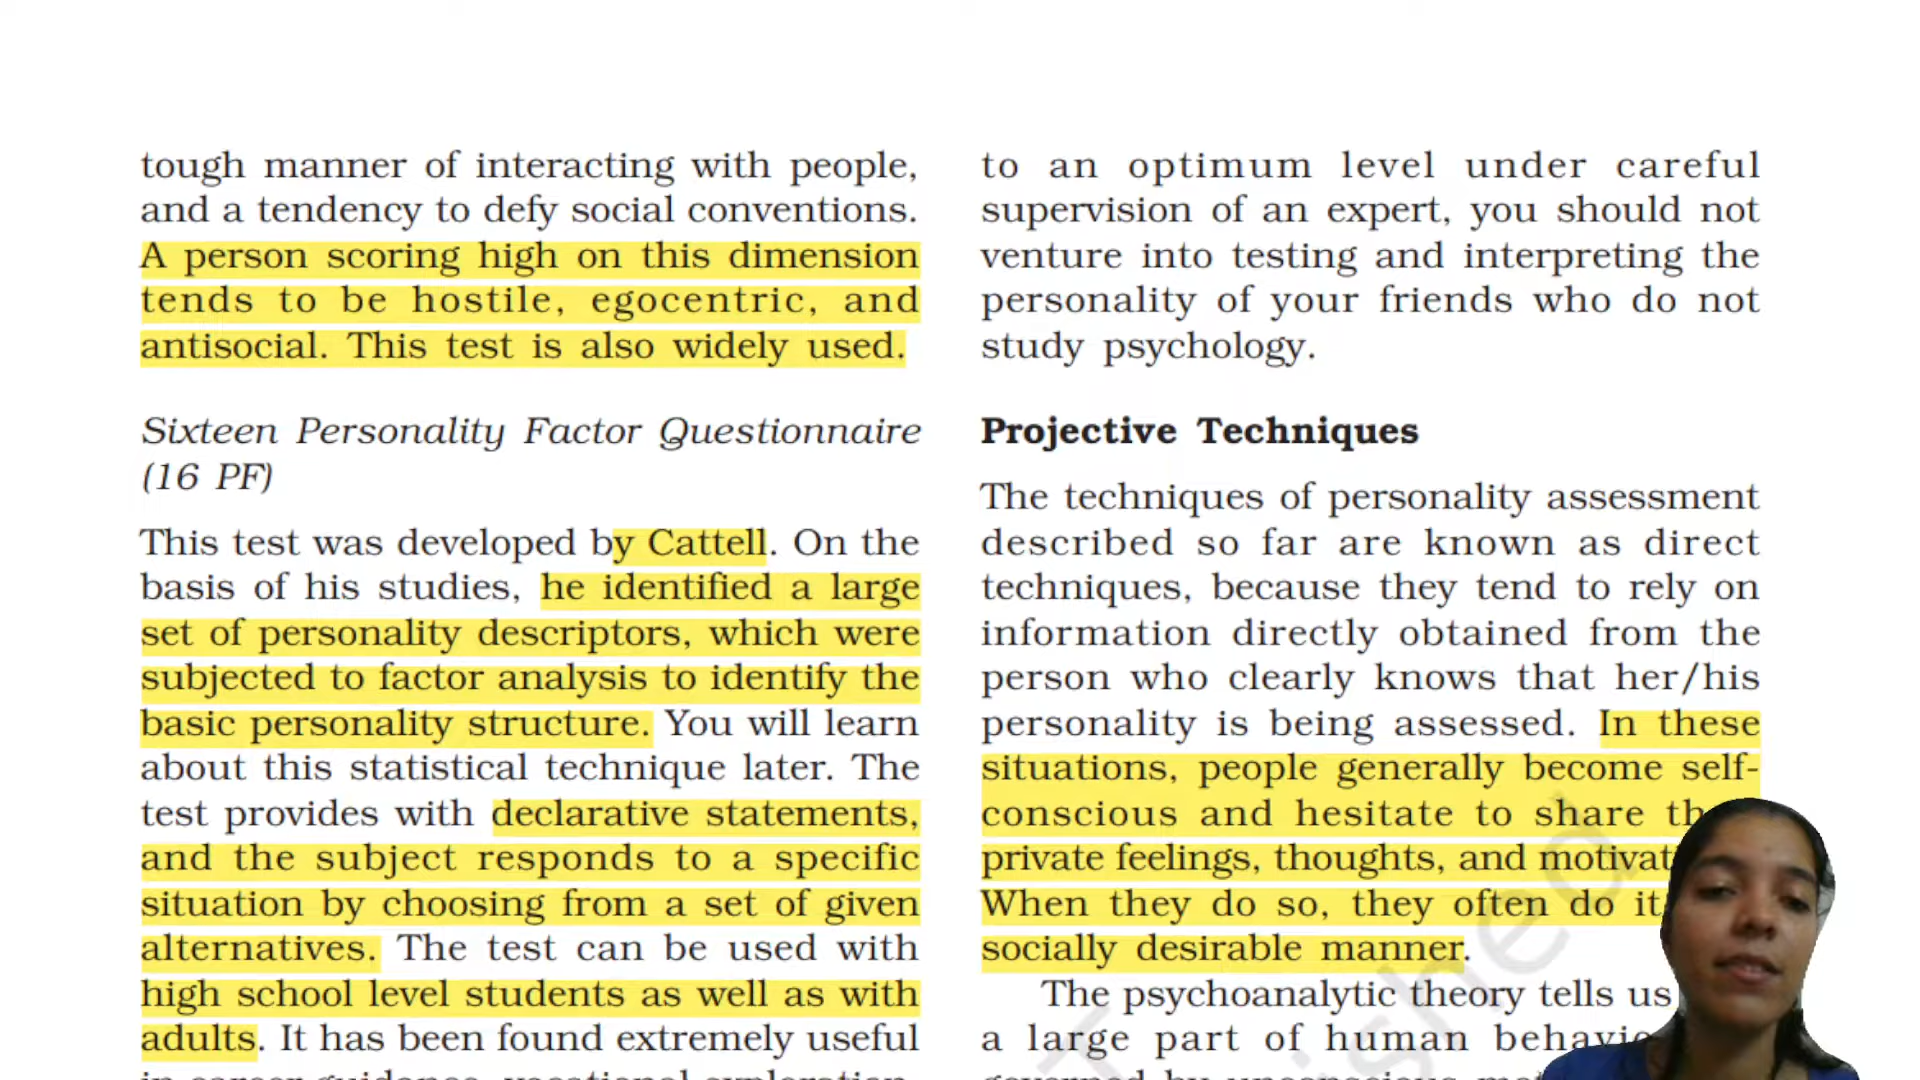 tough manner of interacting with people,
and a tendency to defy social conventions.
A person scoring high on this dimension
tends to be hostile, egocentric, and
antisocial. This test is also widely used.
Sixteen Personality Factor Questionnaire
(16 PF)
This test was developed by Cattell. On the
basis of his studies, he identified a large
set of personality descriptors, which were
subjected to factor analysis to identify the
basic personality structure. You will learn
about this statistical technique later. The
test provides with declarative statements,
and the subject responds to a specific
situation by choosing from a set of given
alternatives. The test can be used with
high school level students as well as with
adults. It has been found extremely useful
in career guidance, vocational exploration,
to an optimum level under careful
supervision of an expert, you should not
venture into testing and interpreting the
personality of your friends who do not
study psychology.
Projective Techniques
The techniques of personality assessment
described so far are known as direct
techniques, because they tend to rely on
information directly obtained from the
person who clearly knows that her/his
personality is being assessed. In these
situations, people generally become self-
conscious and hesitate to share
private feelings, thoughts, and
When they do so, they often do
socially desirable manner.
The psychoanalytic theory tells us
a large part of human
governed by unconscious